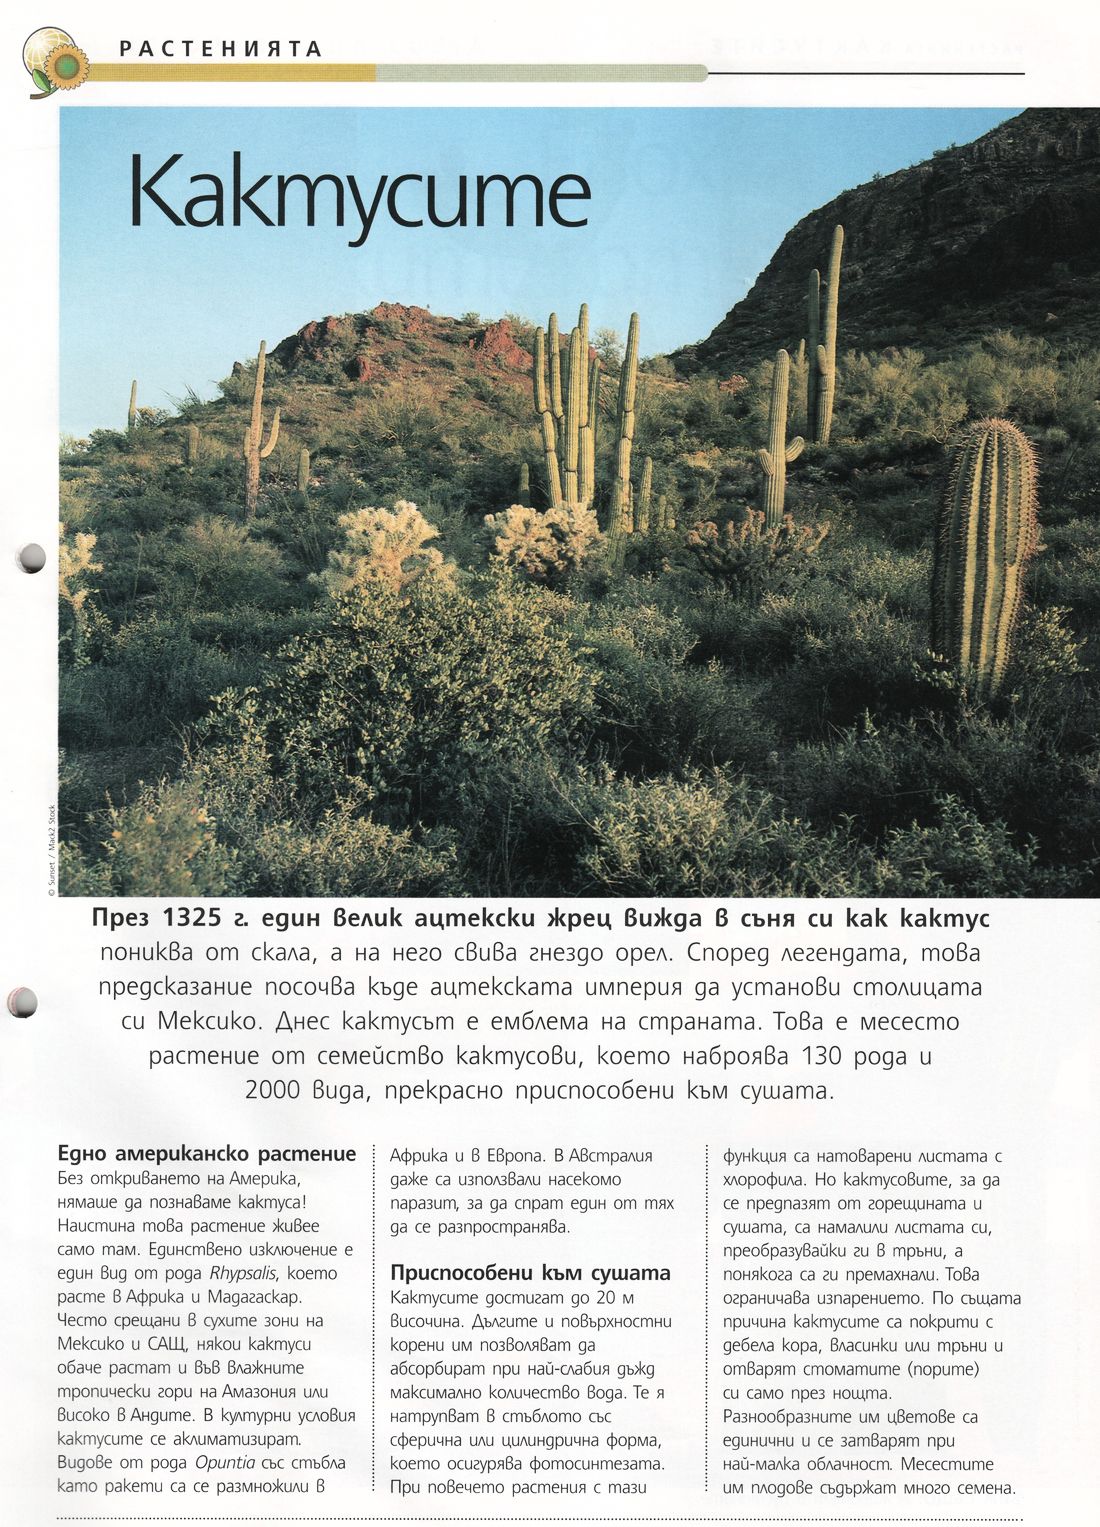 РАСТЕНИЯТА
Кактусите
© Sunset / Mack2 Stock
През 1325 г. един велик ацтекски жрец вижда в съня си как кактус
пониква от скала, а на него свива гнездо орел. Според легендата, това
предсказание посочва къде ацтекската империя да установи столицата
си Мексико. Днес кактусът е емблема на страната. Това е месесто
растение от семейство кактусови, което наброява 130 рода и
2000 вида, прекрасно приспособени към сушата.
Едно американско растение
Без откриването на Америка,
нямаше да познаваме кактуса!
Наистина това растение живее
само там. Единствено изключение е
един вид от рода Rhypsalis, което
расте в Африка и Мадагаскар.
Често срещани в сухите зони на
Мексико и САЩ, някои кактуси
обаче растат и във влажните
тропически гори на Амазония или
високо в Андите. В културни условия
кактусите се аклиматизират.
Видове от рода Opuntia със стъбла
като ракети са се размножили в
Африка и в Европа. В Австралия
даже са използвали насекомо
паразит, за да спрат един от тях
да се разпространява.
Приспособени към сушата
Кактусите достигат до 20 м
височина. Дългите и повърхностни
корени им позволяват да
абсорбират при най-слабия дъжд
максимално количество вода. Те я
натрупват в стъблото със
сферична или цилиндрична форма,
което осигурява фотосинтезата.
При повечето растения с тази
функция са натоварени листата с
хлорофила. Но кактусовите, за да
се предпазят от горещината и
сушата, са намалили листата си,
преобразувайки ги в тръни, а
понякога са ги премахнали. Това
ограничава изпарението. По същата
причина кактусите са покрити с
дебела кора, власинки или тръни и
отварят стоматите (порите)
си само през нощта.
Разнообразните им цветове са
единични и се затварят при
най-малка облачност. Месестите
им плодове съдържат много семена.